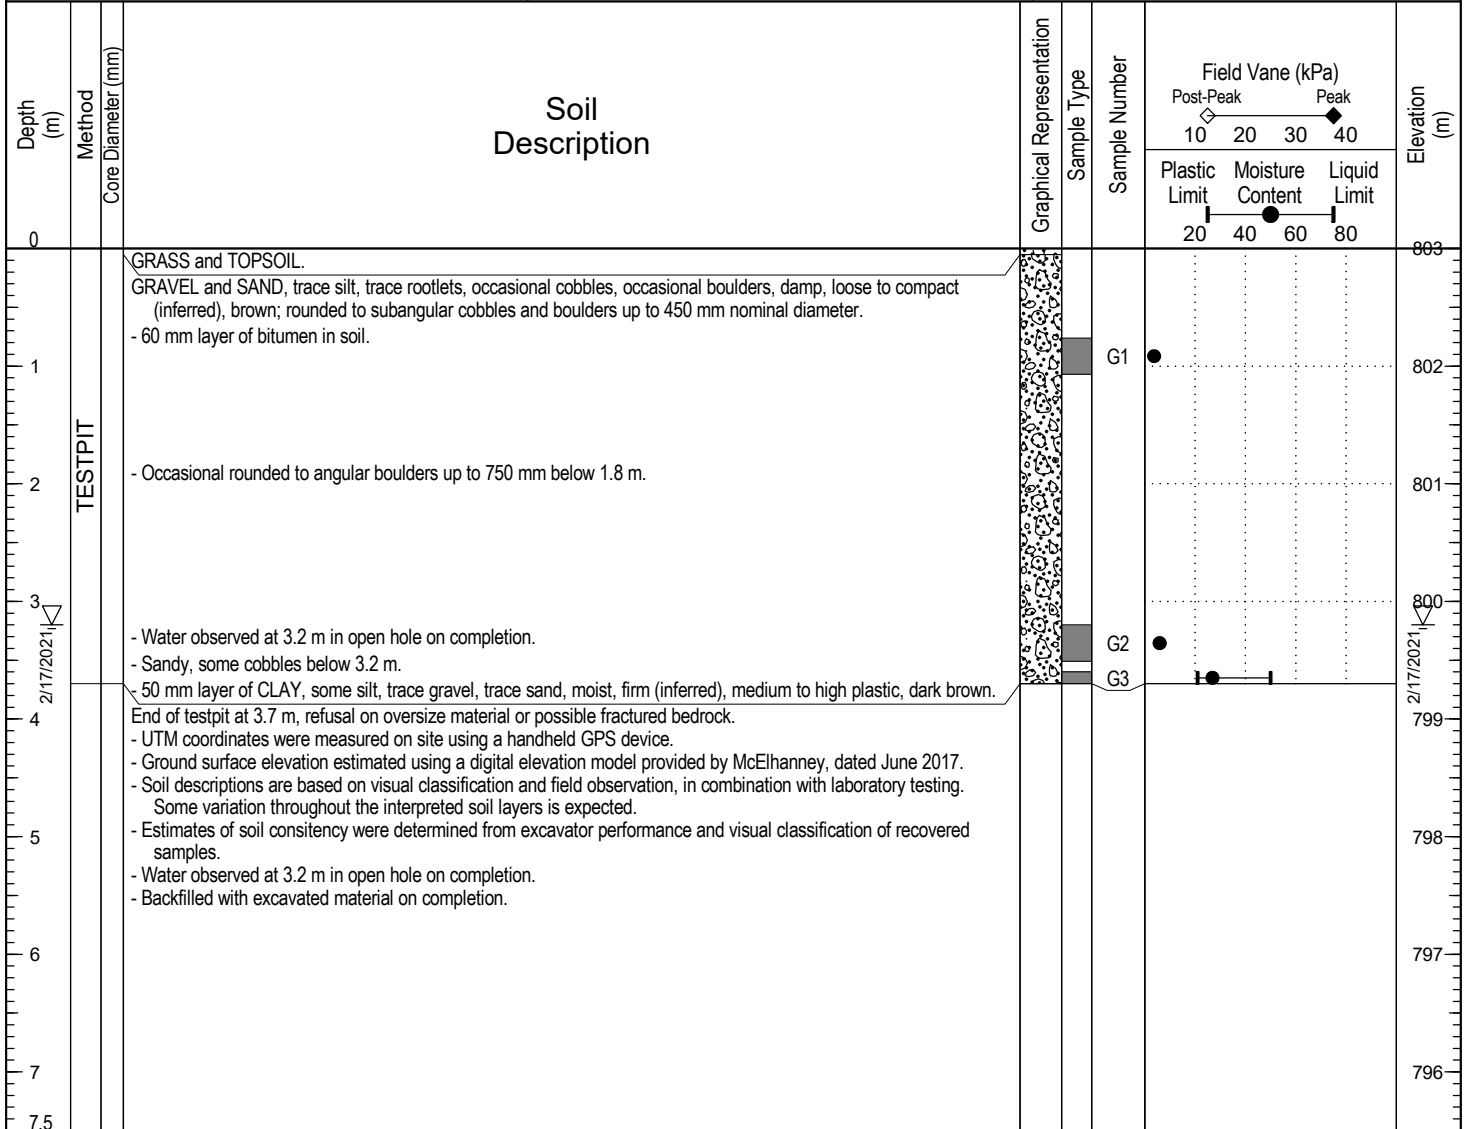 Depth
(m)
Method
Core Diameter (mm)
Soil
Description
Graphical Representation
Sample Type
Sample Number
Field Vane (kPa)
Post-Peak Peak
10 20 30 40
Plastic Moisture Liquid
Limit Content Limit
20 40 60 80
Elevation
(m)
0
803
GRASS and TOPSOIL.
GRAVEL and SAND, trace silt, trace rootlets, occasional cobbles, occasional boulders, damp, loose to compact
(inferred), brown; rounded to subangular cobbles and boulders up to 450 mm nominal diameter.
- 60 mm layer of bitumen in soil.
G1
1
802
TESTPIT
- Occasional rounded to angular boulders up to 750 mm below 1.8 m.
2
801
3
800
2/17/2021
- Water observed at 3.2 m in open hole on completion.
G2
2/17/2021
- Sandy, some cobbles below 3.2 m.
G3
- 50 mm layer of CLAY, some silt, trace gravel, trace sand, moist, firm (inferred), medium to high plastic, dark brown.
End of testpit at 3.7 m, refusal on oversize material or possible fractured bedrock.
4
799
- UTM coordinates were measured on site using a handheld GPS device.
- Ground surface elevation estimated using a digital elevation model provided by McElhanney, dated June 2017.
- Soil descriptions are based on visual classification and field observation, in combination with laboratory testing.
Some variation throughout the interpreted soil layers is expected.
- Estimates of soil consitency were determined from excavator performance and visual classification of recovered
samples.
5
798
- Water observed at 3.2 m in open hole on completion.
- Backfilled with excavated material on completion.
6
797
7
796
7.5